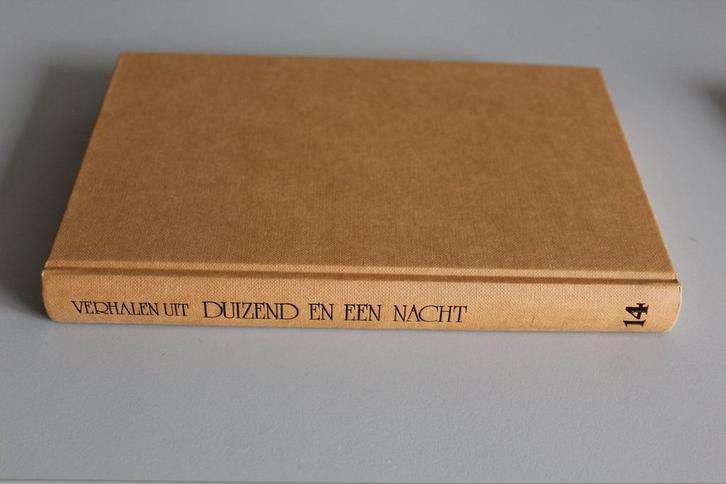 VERHALEN UIT DUIZEND EN EEN NACHT
14